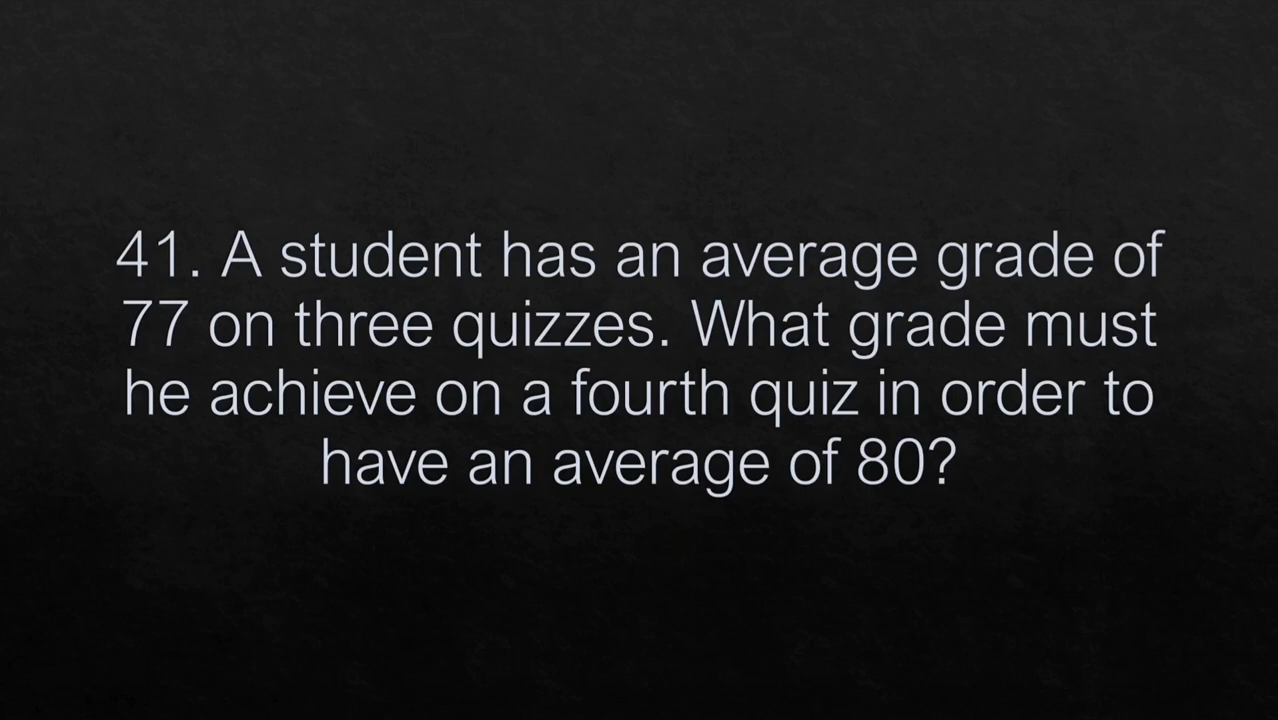 41. A student has an average grade of
77 on three quizzes. What grade must
he achieve on a fourth quiz in order to
have an average of 80?